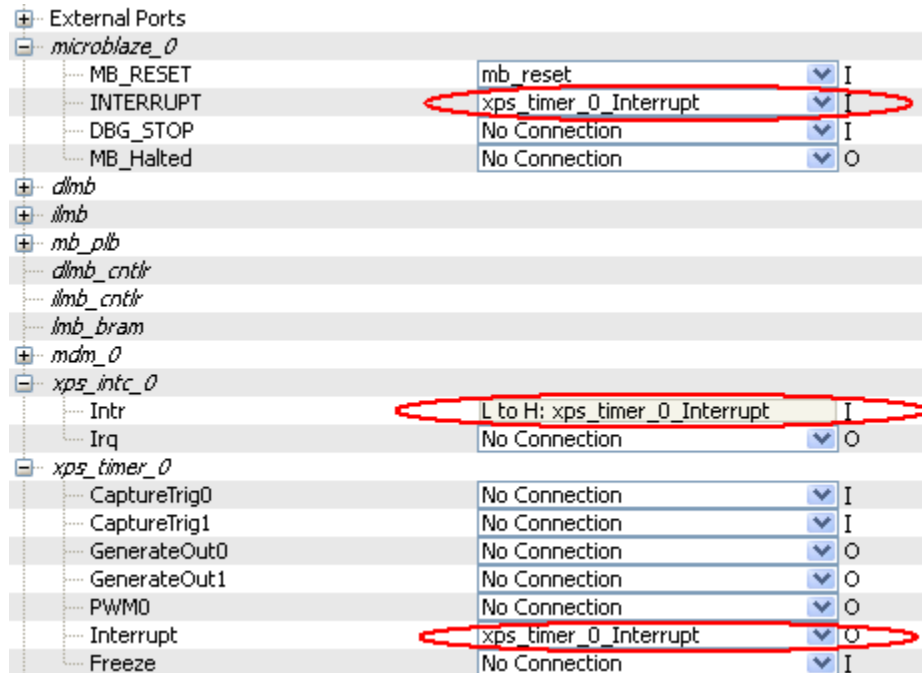 External Ports
microblaze_0
MB_RESET mb_reset I
INTERRUPT xps_timer_0_Interrupt I
DBG_STOP No Connection I
MB_Halted No Connection O
dlmb
ilmb
mb_plb
dlmb_cntlr
ilmb_cntlr
lmb_bram
mdm_0
xps_intc_0
Intr L to H: xps_timer_0_Interrupt I
Irq No Connection O
xps_timer_0
CaptureTrig0 No Connection I
CaptureTrig1 No Connection I
GenerateOut0 No Connection O
GenerateOut1 No Connection O
PWM0 No Connection O
Interrupt xps_timer_0_Interrupt O
Freeze No Connection I